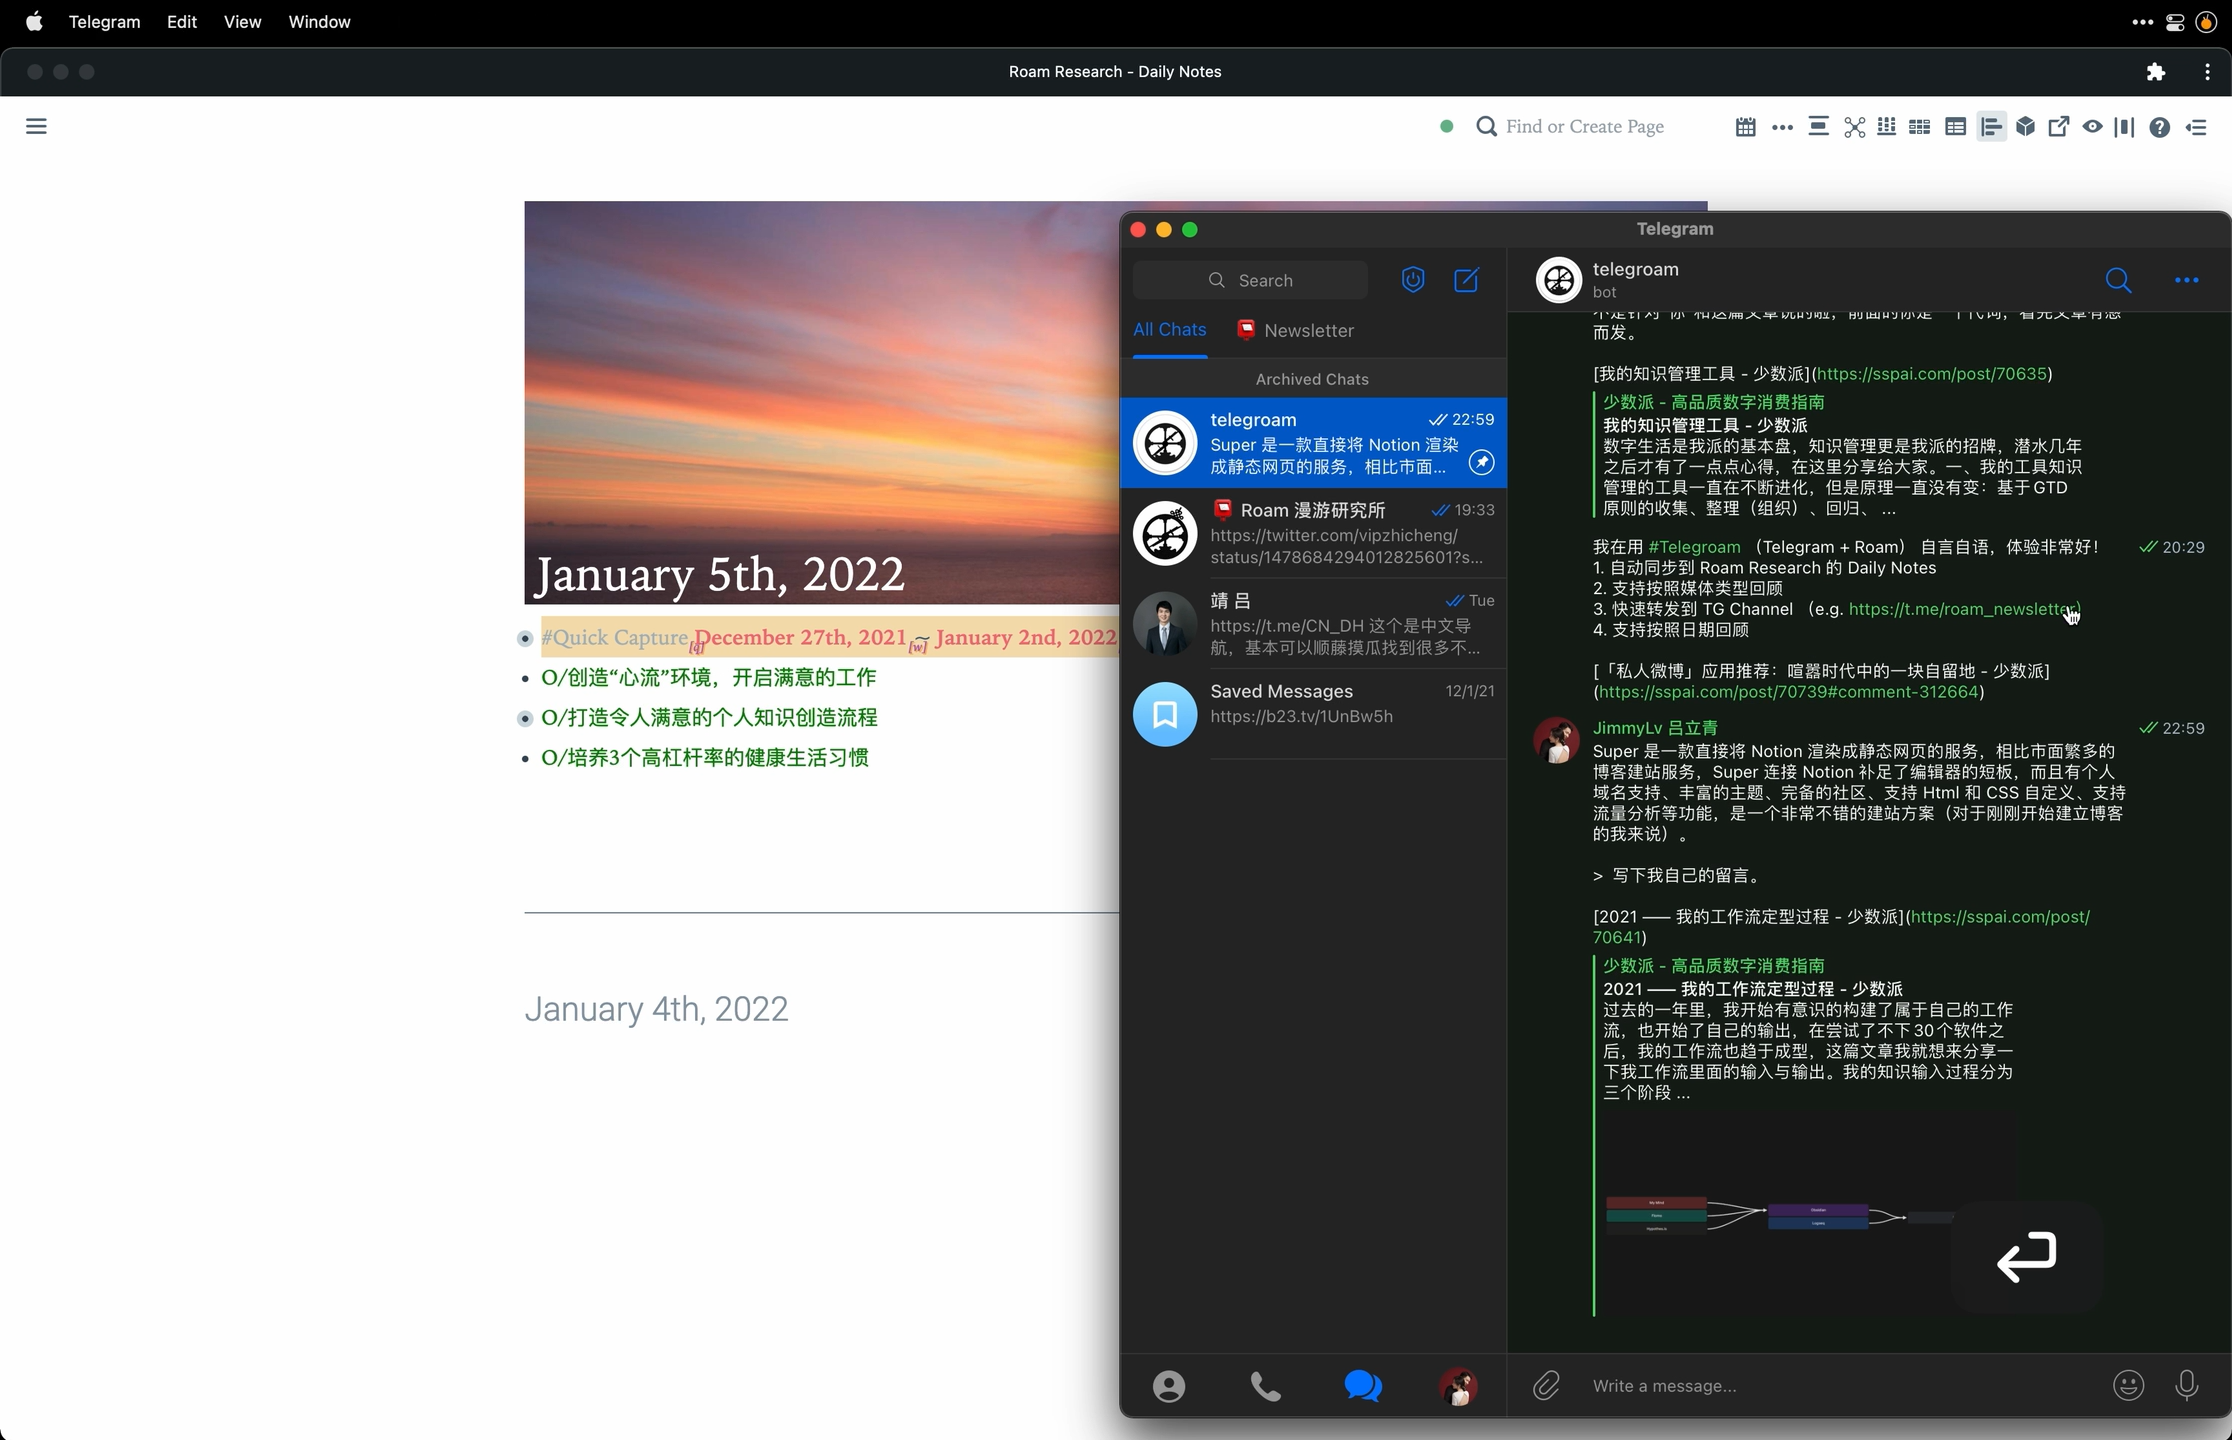 Telegram Edit View Window
Roam Research - Daily Notes
Find or Create Page
January 5th, 2022
#Quick Capture [q] December 27th, 2021 [w] ~ January 2nd, 2022
O/创造“心流”环境，开启满意的工作
O/打造令人满意的个人知识创造流程
O/培养3个高杠杆率的健康生活习惯
January 4th, 2022
Telegram
Search
All Chats
Newsletter
Archived Chats
telegroam 22:59
Super 是一款直接将 Notion 渲染
成静态网页的服务，相比市面...
Roam 漫游研究所 19:33
https://twitter.com/vipzhicheng/
status/1478684294012825601?s...
靖 吕 Tue
https://t.me/CN_DH 这个是中文导
航，基本可以顺藤摸瓜找到很多不...
Saved Messages 12/1/21
https://b23.tv/1UnBw5h
telegroam
bot
而发。
[我的知识管理工具 - 少数派](https://sspai.com/post/70635)
少数派 - 高品质数字消费指南
我的知识管理工具 - 少数派
数字生活是我派的基本盘，知识管理更是我派的招牌，潜水几年
之后才有了一点点心得，在这里分享给大家。一、我的工具知识
管理的工具一直在不断进化，但是原理一直没有变：基于GTD
原则的收集、整理（组织）、回归、 ...
我在用 #Telegroam （Telegram + Roam） 自言自语，体验非常好！ 20:29
1. 自动同步到 Roam Research 的 Daily Notes
2. 支持按照媒体类型回顾
3. 快速转发到 TG Channel （e.g. https://t.me/roam_newsletter）
4. 支持按照日期回顾
[「私人微博」应用推荐：喧嚣时代中的一块自留地 - 少数派]
(https://sspai.com/post/70739#comment-312664)
JimmyLv 吕立青 22:59
Super 是一款直接将 Notion 渲染成静态网页的服务，相比市面繁多的
博客建站服务，Super 连接 Notion 补足了编辑器的短板，而且有个人
域名支持、丰富的主题、完备的社区、支持 Html 和 CSS 自定义、支持
流量分析等功能，是一个非常不错的建站方案（对于刚刚开始建立博客
的我来说）。
> 写下我自己的留言。
[2021 —— 我的工作流定型过程 - 少数派](https://sspai.com/post/
70641)
少数派 - 高品质数字消费指南
2021 —— 我的工作流定型过程 - 少数派
过去的一年里，我开始有意识的构建了属于自己的工作
流，也开始了自己的输出，在尝试了不下30个软件之
后，我的工作流也趋于成型，这篇文章我就想来分享一
下我工作流里面的输入与输出。我的知识输入过程分为
三个阶段 ...
Write a message...